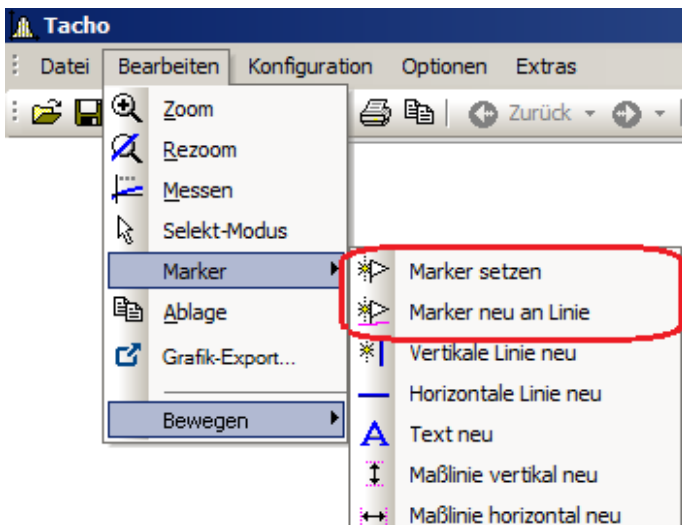 Tacho
Datei Bearbeiten Konfiguration Optionen Extras
Zurück
Zoom
Rezoom
Messen
Selekt-Modus
Marker
Ablage
Grafik-Export...
Bewegen
Marker setzen
Marker neu an Linie
Vertikale Linie neu
Horizontale Linie neu
Text neu
Maßlinie vertikal neu
Maßlinie horizontal neu